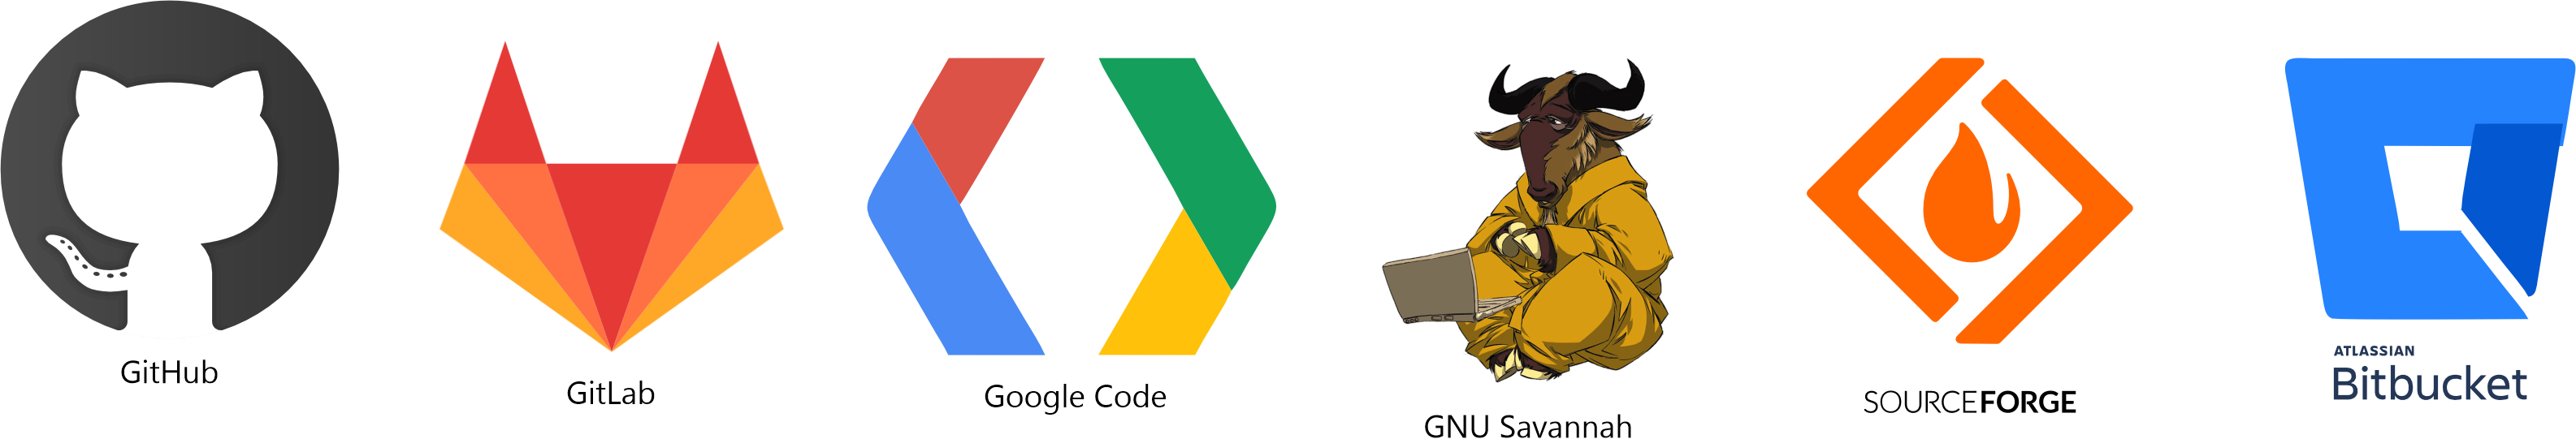 GitHub
GitLab
Google Code
GNU Savannah
SOURCEFORGE
ATLASSIAN
Bitbucket